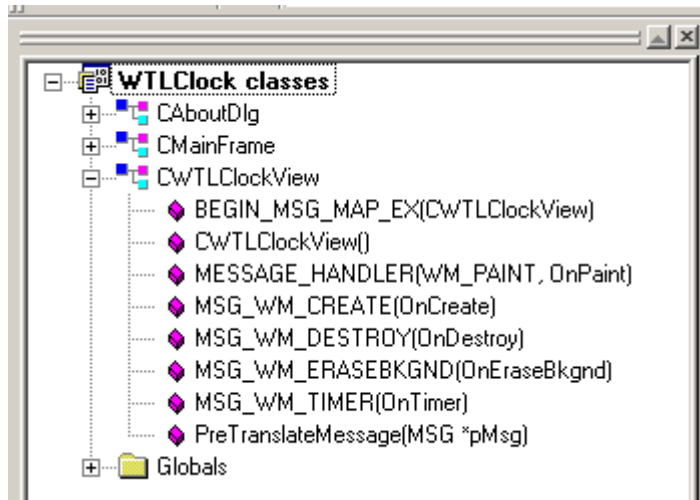 WTLClock classes
CAboutDlg
CMainFrame
CWTLClockView
BEGIN_MSG_MAP_EX(CWTLClockView)
CWTLClockView()
MESSAGE_HANDLER(WM_PAINT, OnPaint)
MSG_WM_CREATE(OnCreate)
MSG_WM_DESTROY(OnDestroy)
MSG_WM_ERASEBKGND(OnEraseBkgnd)
MSG_WM_TIMER(OnTimer)
PreTranslateMessage(MSG *pMsg)
Globals